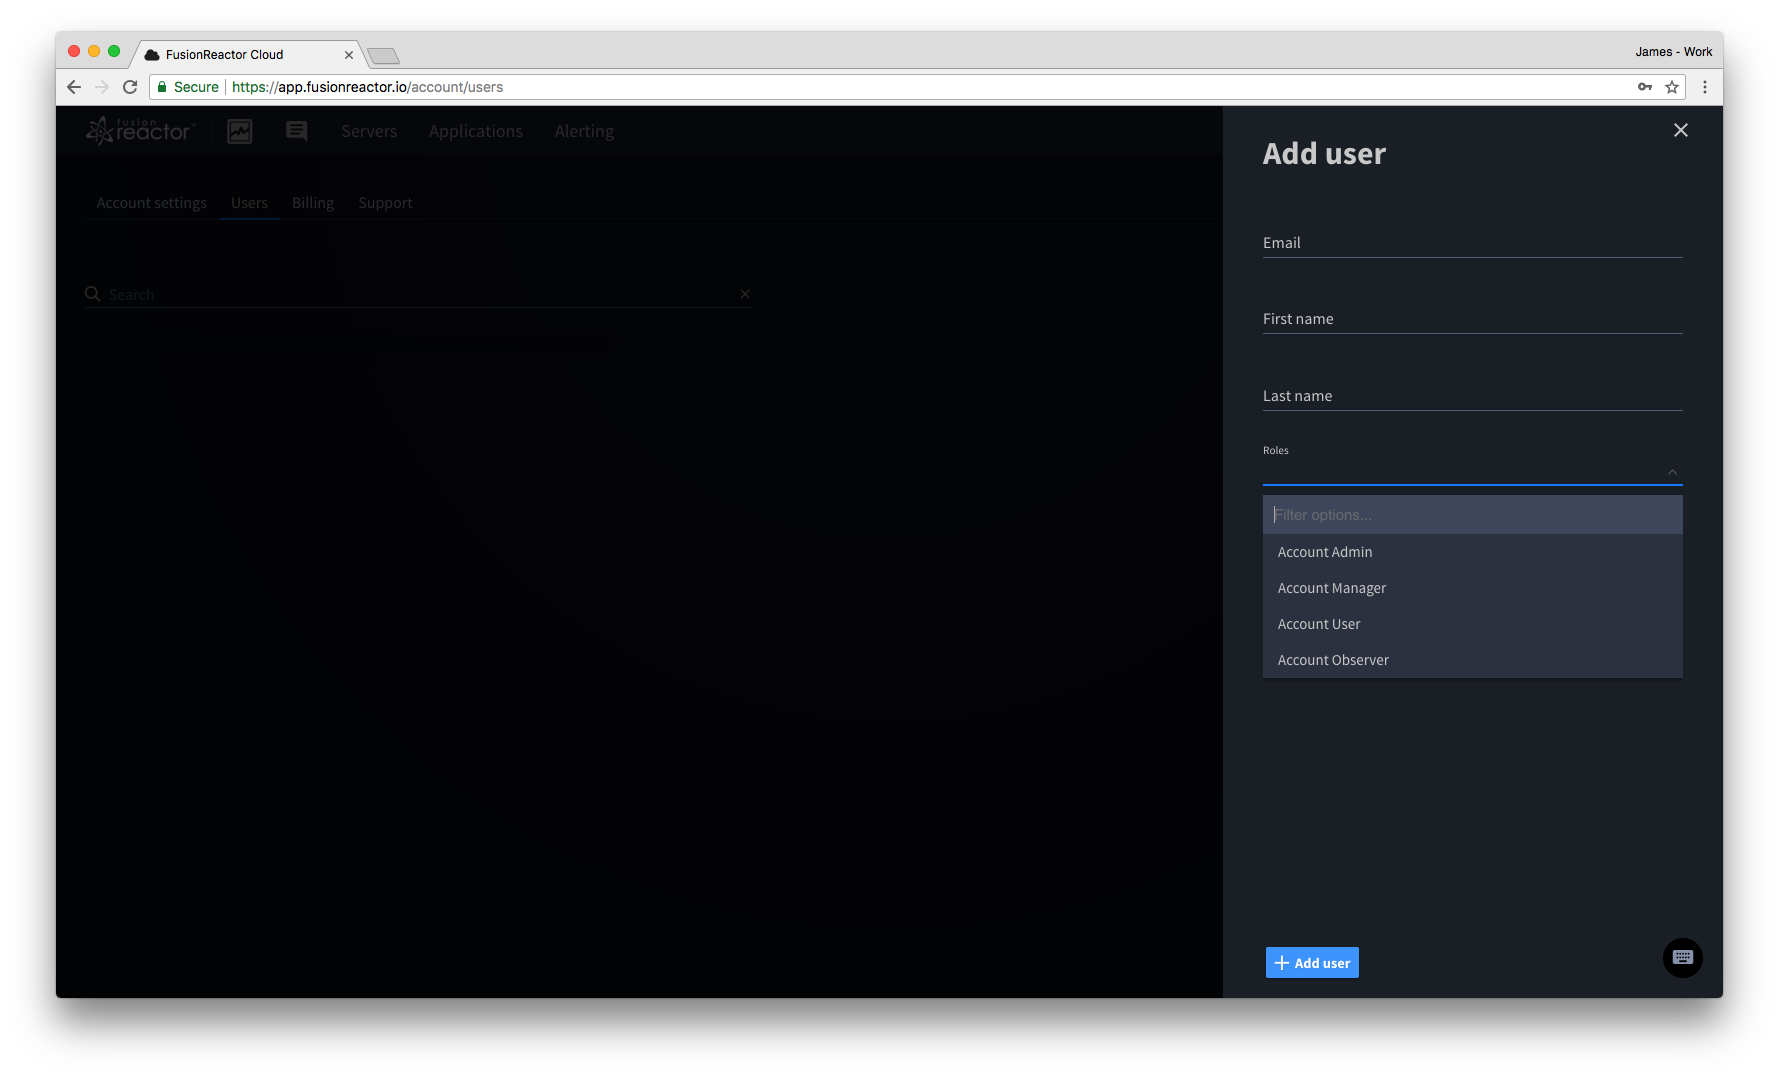 FusionReactor Cloud
James - Work
Secure
https://app.fusionreactor.io/account/users
fusion
reactor
Servers
Applications
Alerting
Add user
Account settings
Users
Billing
Support
Email
Search
First name
Last name
Roles
Filter options...
Account Admin
Account Manager
Account User
Account Observer
Add user